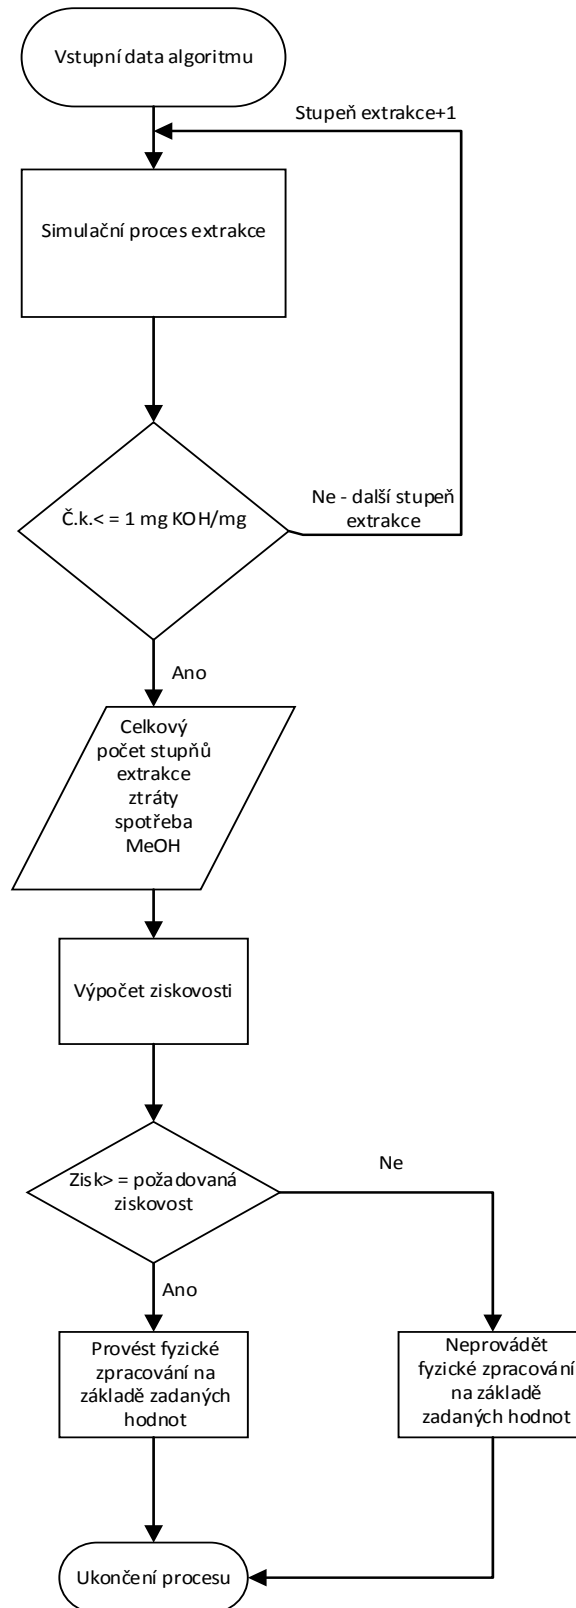 Vstupní data algoritmu
Stupeň extrakce+1
Simulační proces extrakce
Č.k.< = 1 mg KOH/mg
Ne - další stupeň
extrakce
Ano
Celkový
počet stupňů
extrakce
ztráty
spotřeba
MeOH
Výpočet ziskovosti
Zisk> = požadovaná
ziskovost
Ne
Ano
Provést fyzické
zpracování na
základě zadaných
hodnot
Neprovádět
fyzické zpracování
na základě
zadaných hodnot
Ukončení procesu